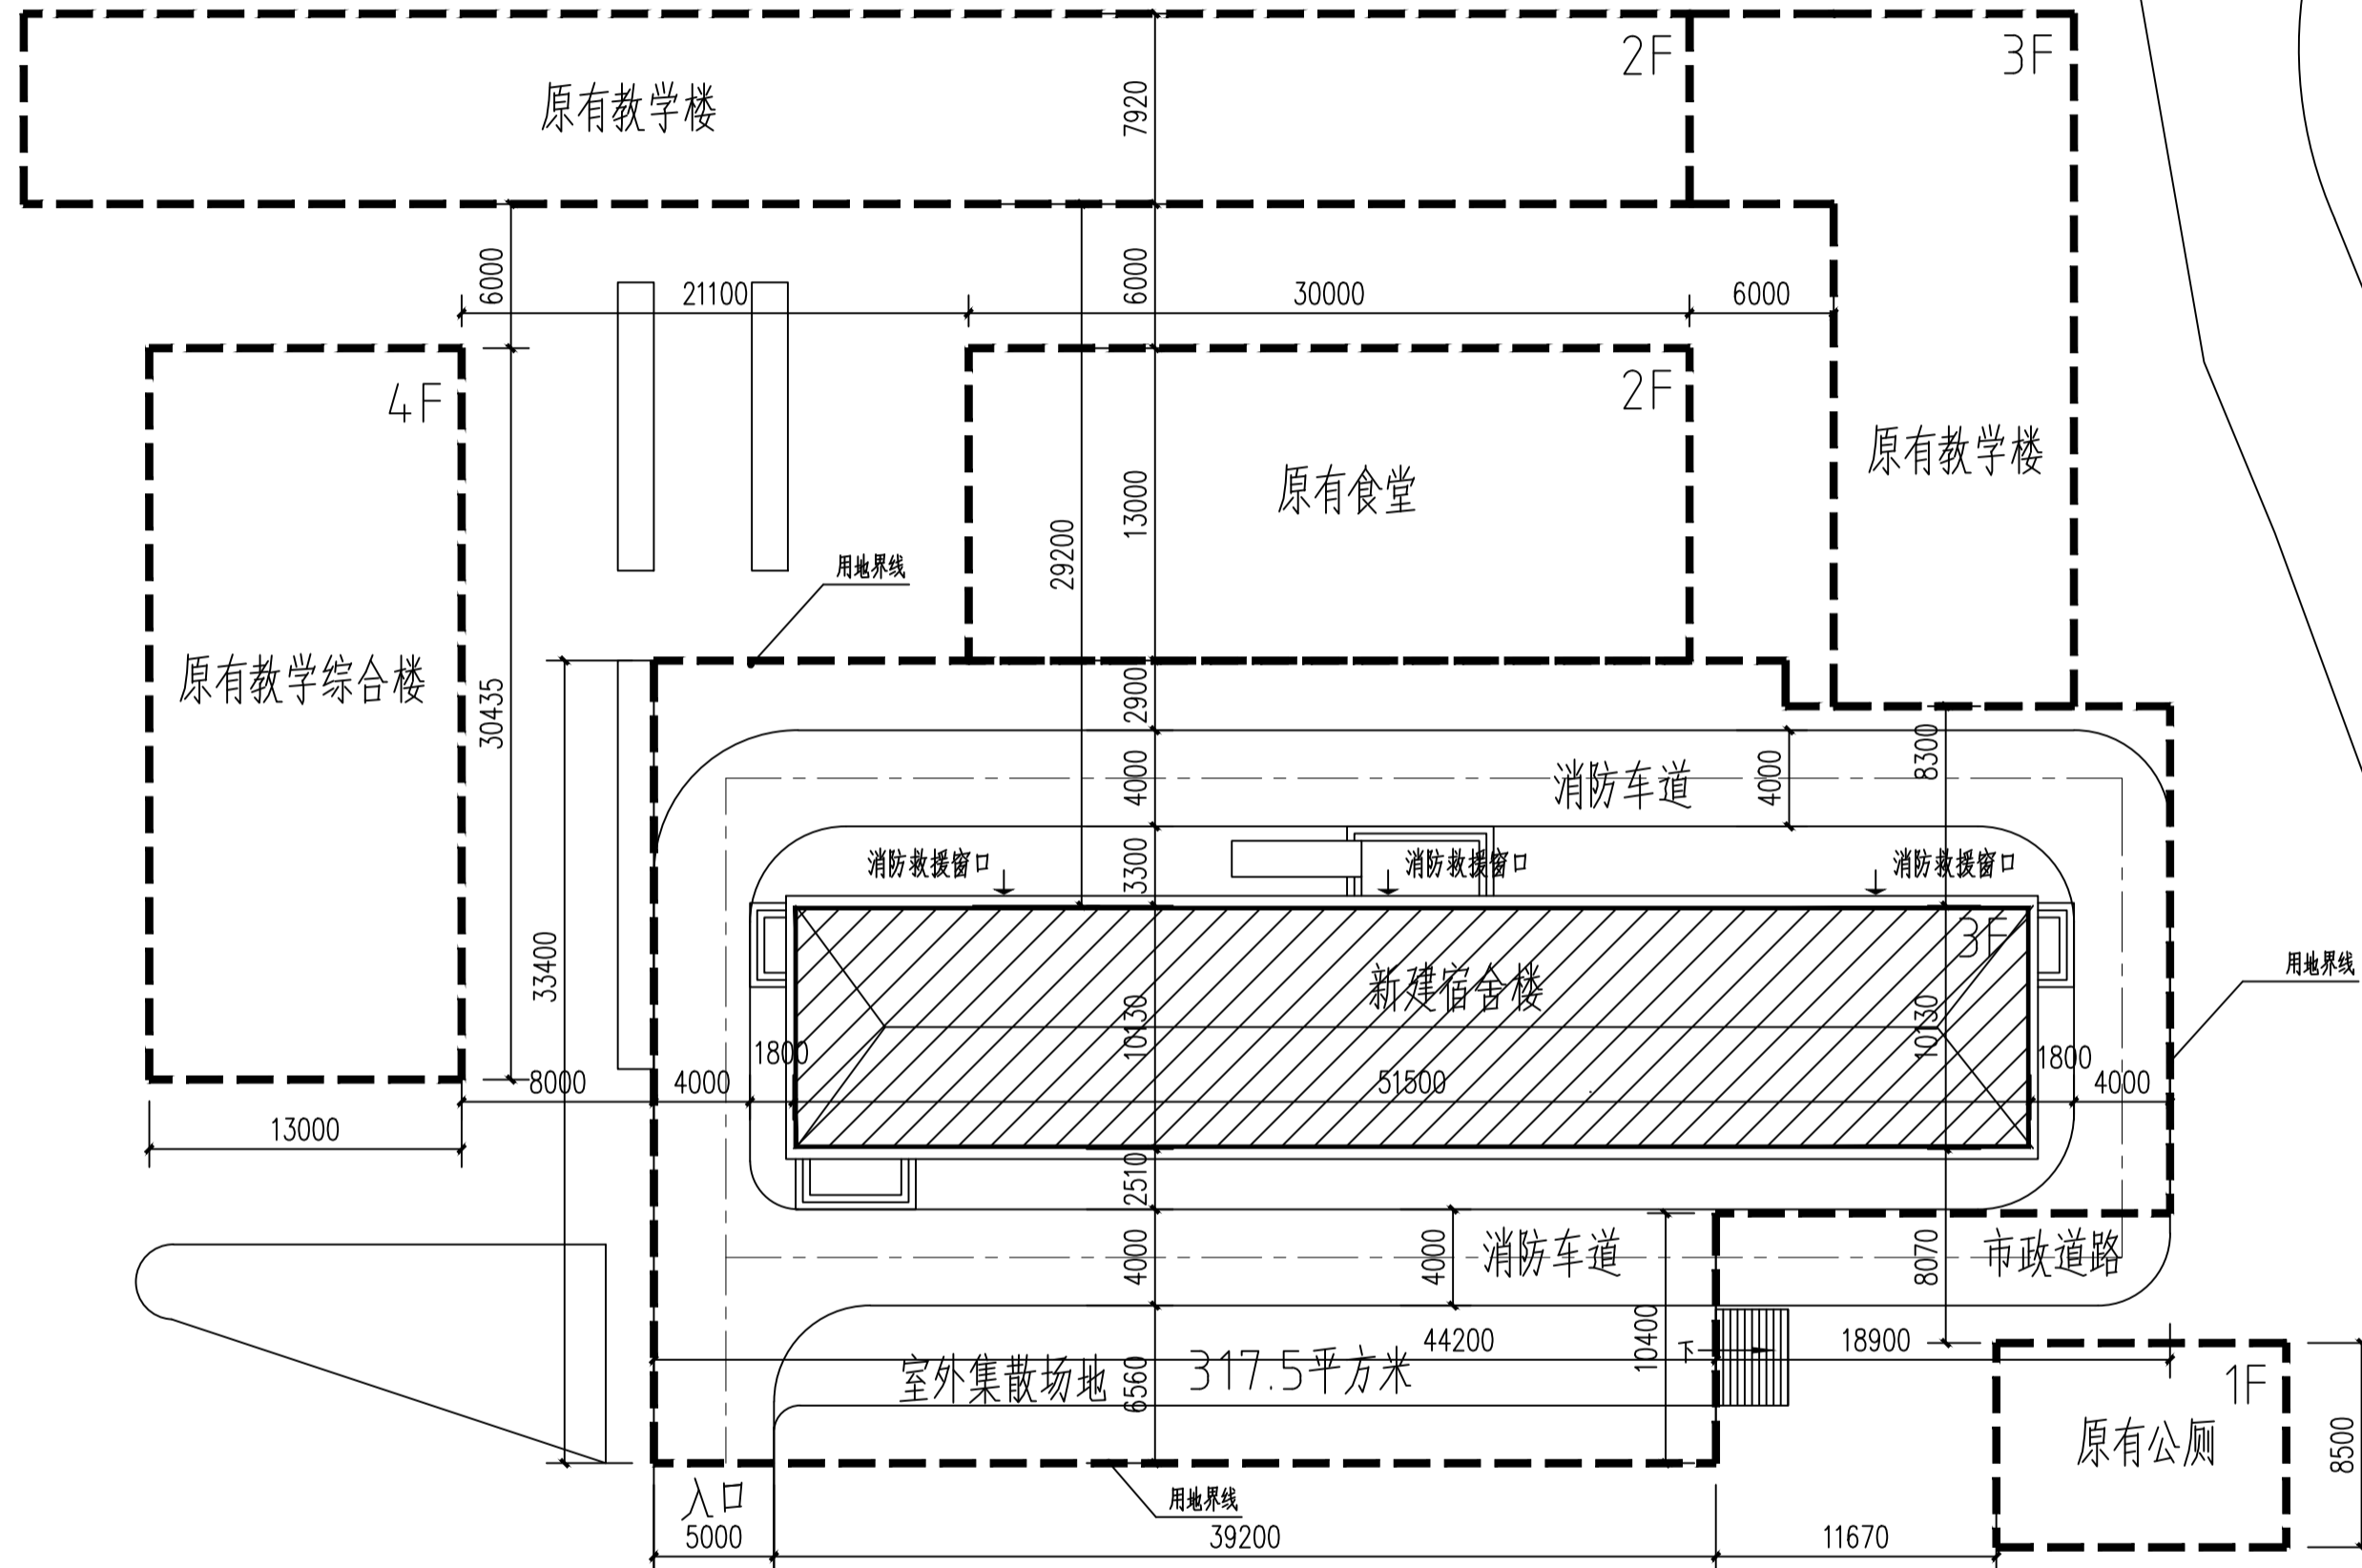 2F
3F
原有教学楼
7920
6000
21100
6000
30000
6000
4F
2F
原有教学楼
原有食堂
13000
29200
用地界线
原有教学综合楼
30435
2900
8300
4000
消防车道
4000
3300
消防救援窗口
消防救援窗口
消防救援窗口
3F
33400
新建宿舍楼
用地界线
10130
10130
1800
1800
8000
4000
51500
4000
13000
2510
4000
4000
消防车道
8070
市政道路
10400
44200
下
18900
室外集散场地
317.5平方米
6560
1F
原有公厕
8500
入口
用地界线
5000
39200
11670